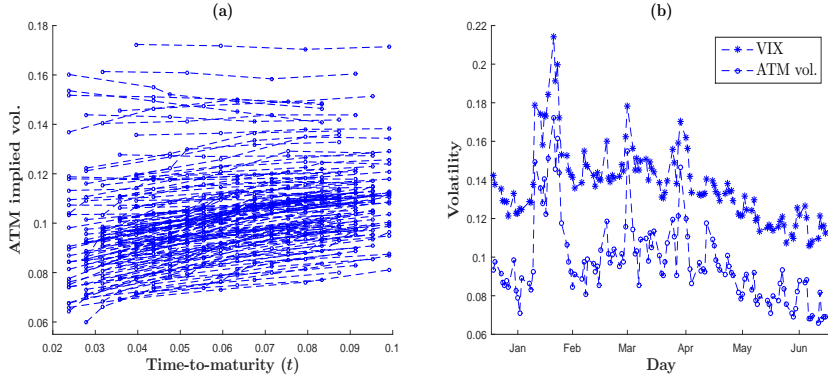 (a)
0.18
0.16
0.14
0.12
0.1
0.08
0.06
ATM implied vol.
0.02
0.03
0.04
0.05
0.06
0.07
0.08
0.09
0.1
Time-to-maturity (t)
(b)
0.22
0.2
0.18
0.16
0.14
0.12
0.1
0.08
0.06
Volatility
VIX
ATM vol.
Jan
Feb
Mar
Apr
May
Jun
Day